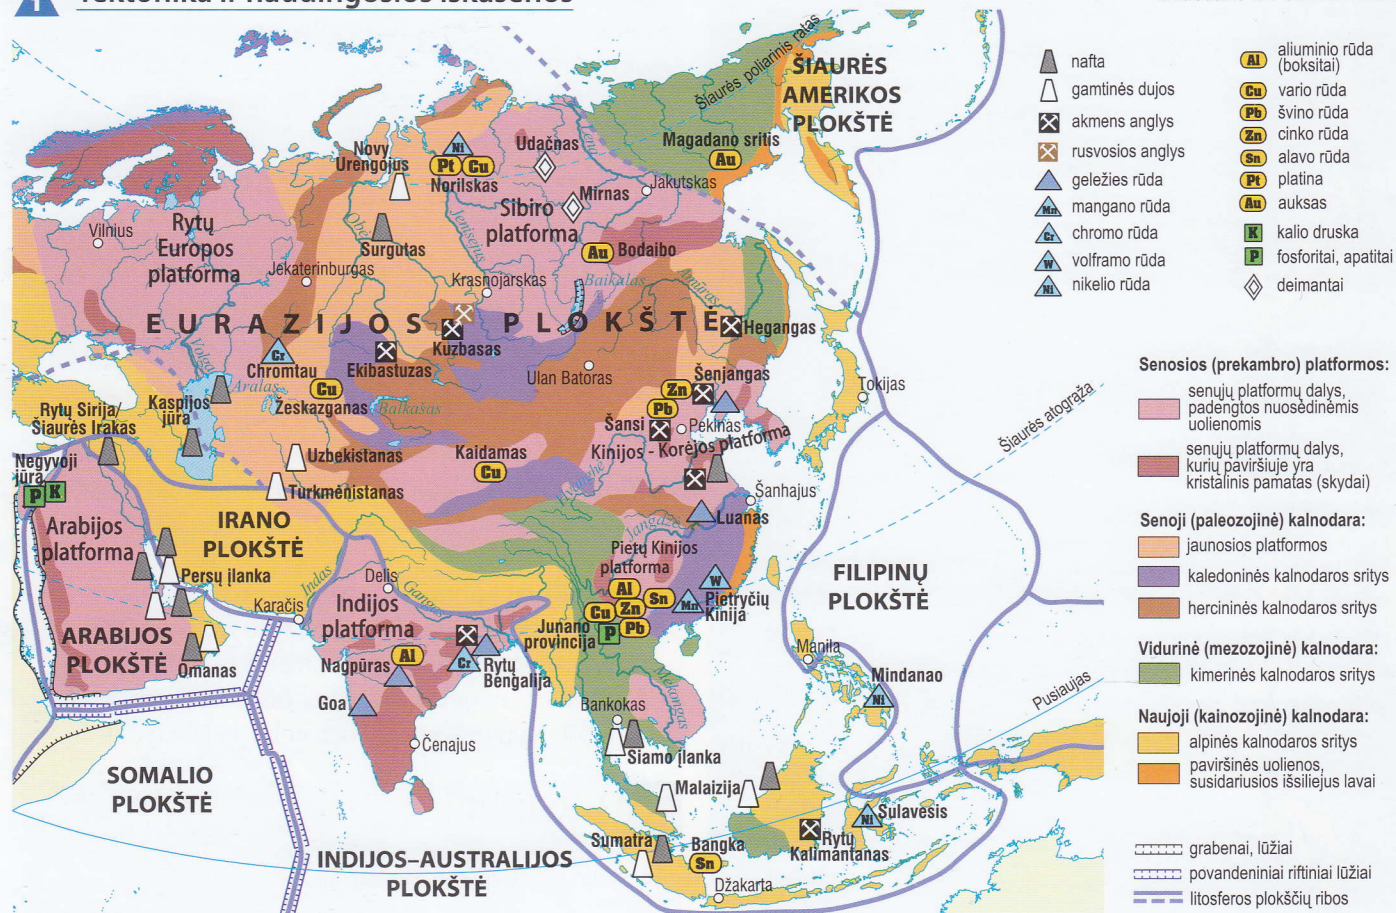 1
Tektonika ir naudingosios iškasenos
Šiaurės poliarinis ratas
ŠIAURĖS
AMERIKOS
PLOKŠTĖ
Magadano sritis
Au
Udačnas
Lena
Ni
Pt
Cu
Norilskas
Novy
Urengojus
Mirnas
Jakutskas
Sibiro
platforma
Vilnius
Rytų
Europos
platforma
Obė
Jenisejus
Surgutas
Au
Bodaibo
Jekaterinburgas
Krasnojarskas
Baikalas
Amūras
EURAZIJOS PLOKŠTĖ
Hegangas
Kuzbasas
Cr
Chromtau
Ekibastuzas
Volga
Aralas
Cu
Žeskazganas
Balkašas
Ulan Batoras
Šenjangas
Zn
Pb
Tokijas
Šiaurės atogrąža
Kaspijos
jūra
Rytų Sirija/
Šiaurės Irakas
Šansi
Pekinas
Kinijos - Korėjos platforma
Uzbekistanas
Kaidamas
Cu
Negyvoji
jūra
P
K
Turkmėnistanas
Huanghė
Šanhajus
Luanas
Arabijos
platforma
IRANO
PLOKŠTĖ
Jangdzė
Pietų Kinijos
platforma
Persų įlanka
Indas
Delis
Gangas
Karačis
Indijos
platforma
Al
Sn
Cu
Zn
Pb
P
W
Mn
Pietryčių
Kinija
Junano
provincija
FILIPINŲ
PLOKŠTĖ
ARABIJOS
PLOKŠTĖ
Omanas
Nagpūras
Al
Cr
Rytų
Bengalija
Goa
Manila
Mindanao
Ni
Pusiaujas
Mekongas
Bankokas
Čenajus
Siamo įlanka
SOMALIO
PLOKŠTĖ
Malaizija
Sulavesis
Ni
Sumatra
Bangka
Sn
Rytų
Kalimantanas
INDIJOS–AUSTRALIJOS
PLOKŠTĖ
Džakarta
nafta
gamtinės dujos
akmens anglys
rusvosios anglys
geležies rūda
Mn mangano rūda
Cr chromo rūda
W volframo rūda
Ni nikelio rūda
Al aliuminio rūda
(boksitai)
Cu vario rūda
Pb švino rūda
Zn cinko rūda
Sn alavo rūda
Pt platina
Au auksas
K kalio druska
P fosforitai, apatitai
deimantai
Senosios (prekambro) platformos:
senųjų platformų dalys,
padengtos nuosėdinėmis
uolienomis
senųjų platformų dalys,
kurių paviršiuje yra
kristalinis pamatas (skydai)
Senoji (paleozojinė) kalnodara:
jaunosios platformos
kaledoninės kalnodaros sritys
hercininės kalnodaros sritys
Vidurinė (mezozojinė) kalnodara:
kimerinės kalnodaros sritys
Naujoji (kainozojinė) kalnodara:
alpinės kalnodaros sritys
paviršinės uolienos,
susidariusios išsiliejus lavai
grabenai, lūžiai
povandeniniai riftiniai lūžiai
litosferos plokščių ribos